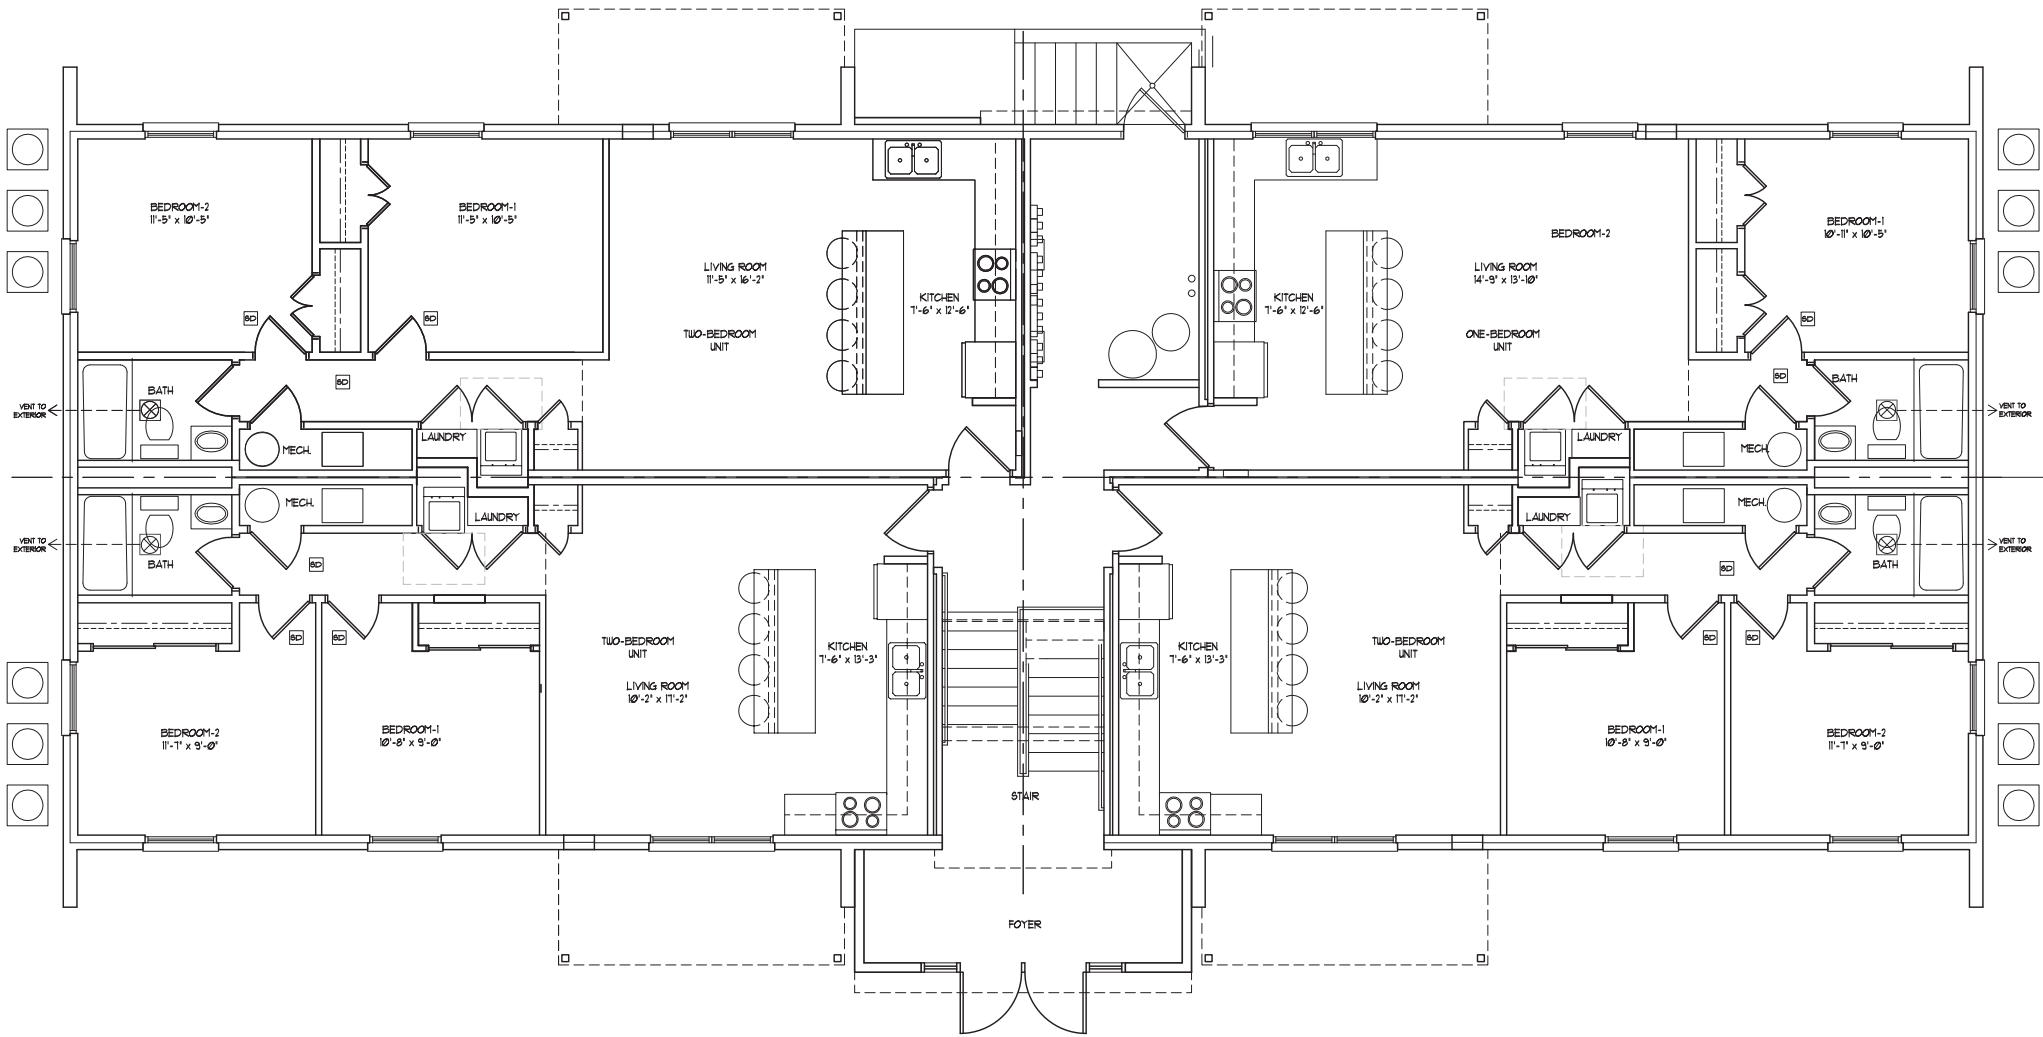 BEDROOM-2
11'-5" x 10'-5"
BEDROOM-1
11'-5" x 10'-5"
LIVING ROOM
11'-5" x 16'-2"
TWO-BEDROOM
UNIT
KITCHEN
7'-6" x 12'-6"
SD
SD
SD
BATH
VENT TO
EXTERIOR
MECH.
LAUNDRY
KITCHEN
7'-6" x 12'-6"
BEDROOM-2
LIVING ROOM
14'-9" x 13'-10"
ONE-BEDROOM
UNIT
BEDROOM-1
10'-11" x 10'-5"
SD
SD
BATH
VENT TO
EXTERIOR
LAUNDRY
MECH.
MECH.
LAUNDRY
VENT TO
EXTERIOR
BATH
SD
SD
SD
TWO-BEDROOM
UNIT
LIVING ROOM
10'-2" x 17'-2"
KITCHEN
7'-6" x 13'-3"
BEDROOM-2
11'-7" x 9'-0"
BEDROOM-1
10'-8" x 9'-0"
STAIR
FOYER
LAUNDRY
MECH.
VENT TO
EXTERIOR
BATH
SD
SD
SD
KITCHEN
7'-6" x 13'-3"
TWO-BEDROOM
UNIT
LIVING ROOM
10'-2" x 17'-2"
BEDROOM-1
10'-8" x 9'-0"
BEDROOM-2
11'-7" x 9'-0"